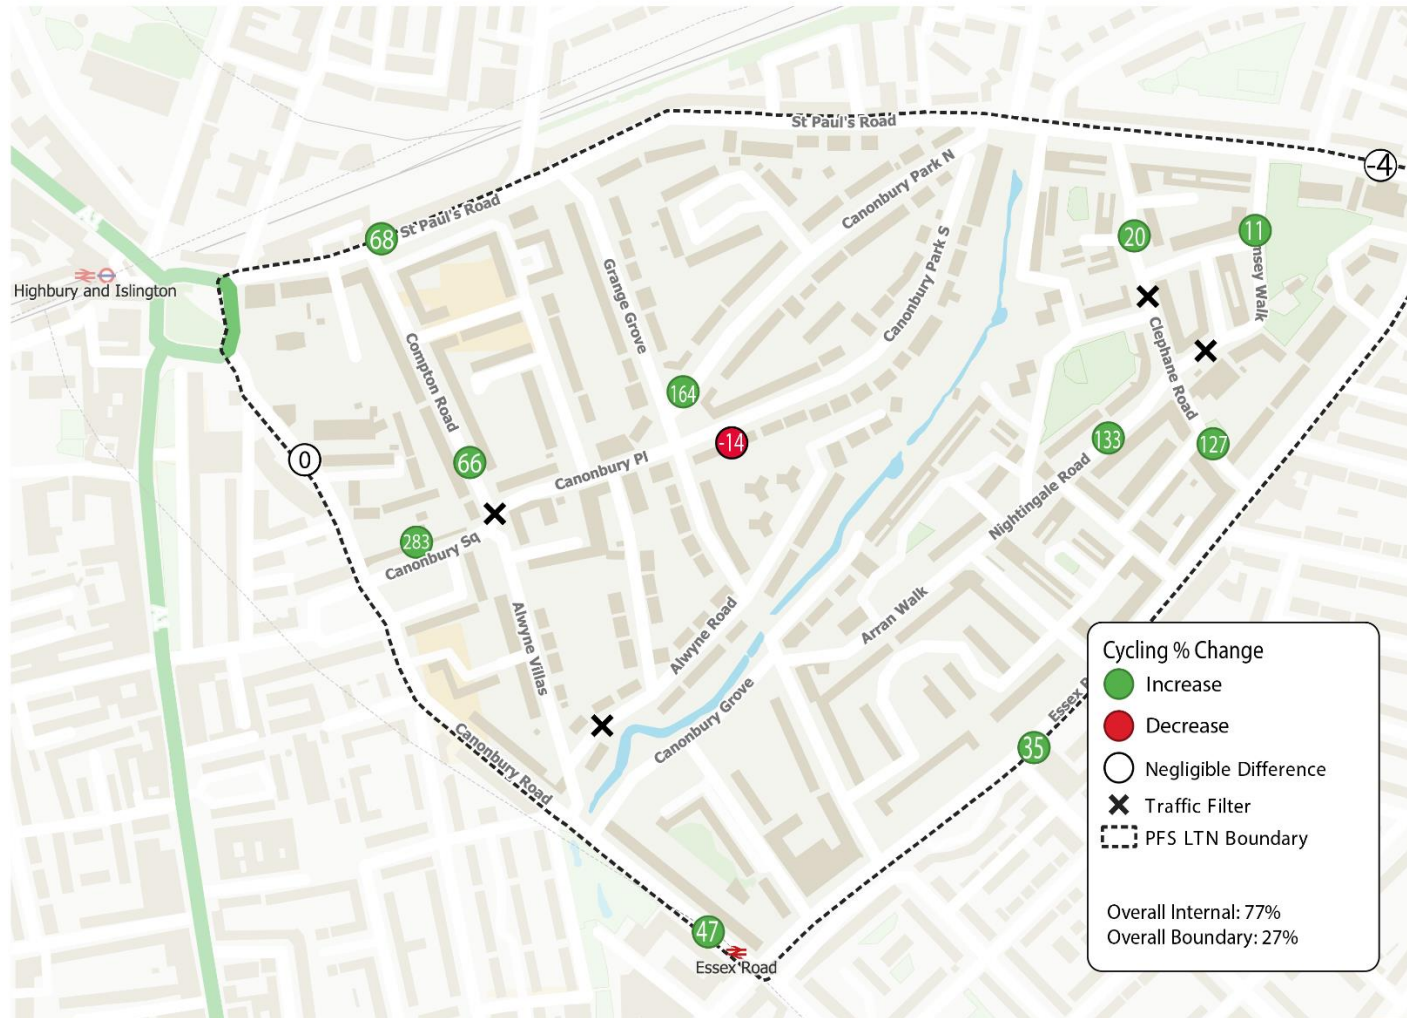 St Paul's Road
-4
Canonbury Park N
20
11
68
St Paul's Road
Highbury and Islington
Grange Grove
Canonbury Park S
Walk
Compton Road
Clephane Road
164
-14
133
127
0
66
Canonbury Pl
Nightingale Road
283
Canonbury Sq
Alwyne Villas
Alwyne Road
Arran Walk
Canonbury Grove
Essex
35
Canonbury Road
47
Essex Road
Cycling % Change
Increase
Decrease
Negligible Difference
Traffic Filter
PFS LTN Boundary
Overall Internal: 77%
Overall Boundary: 27%